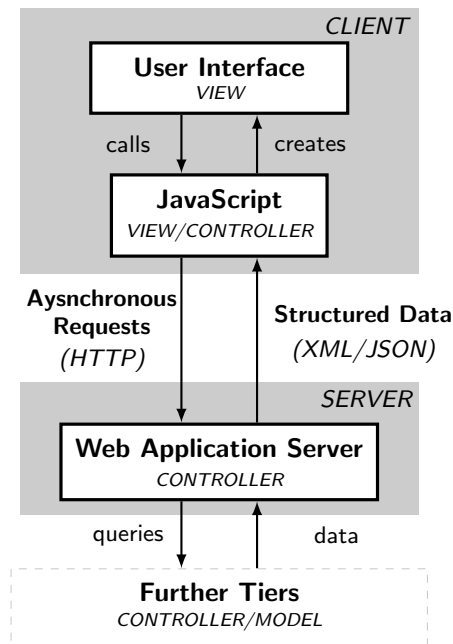 CLIENT
User Interface
VIEW
calls
creates
JavaScript
VIEW/CONTROLLER
Aysnchronous
Requests
(HTTP)
Structured Data
(XML/JSON)
SERVER
Web Application Server
CONTROLLER
queries
data
Further Tiers
CONTROLLER/MODEL